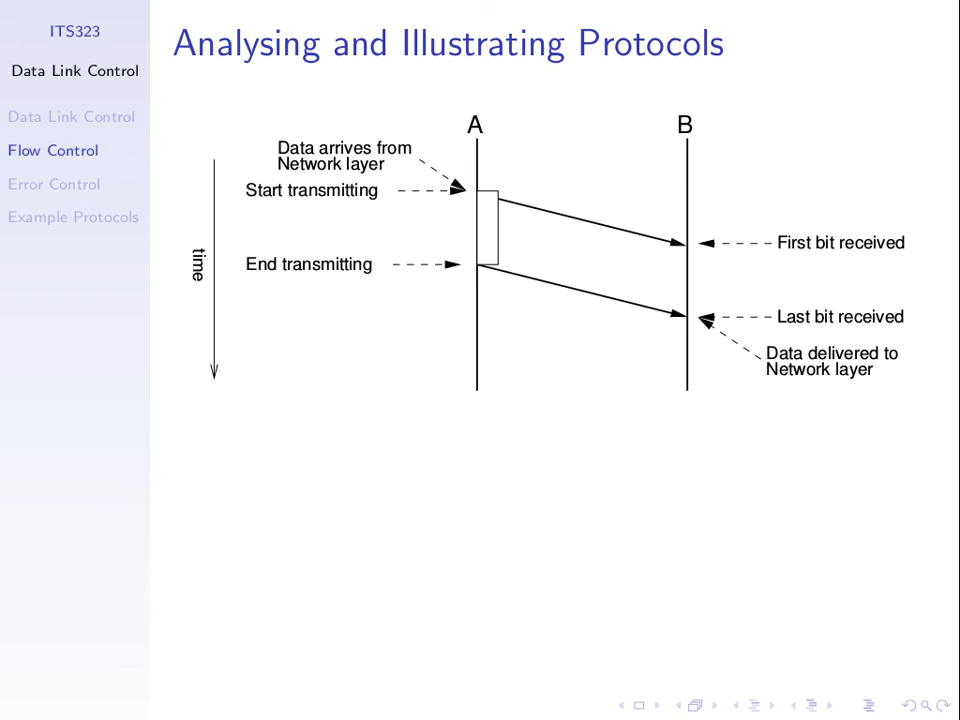 ITS323
Data Link Control
Data Link Control
Flow Control
Error Control
Example Protocols
Analysing and Illustrating Protocols
A
B
Data arrives from
Network layer
Start transmitting
First bit received
time
End transmitting
Last bit received
Data delivered to
Network layer